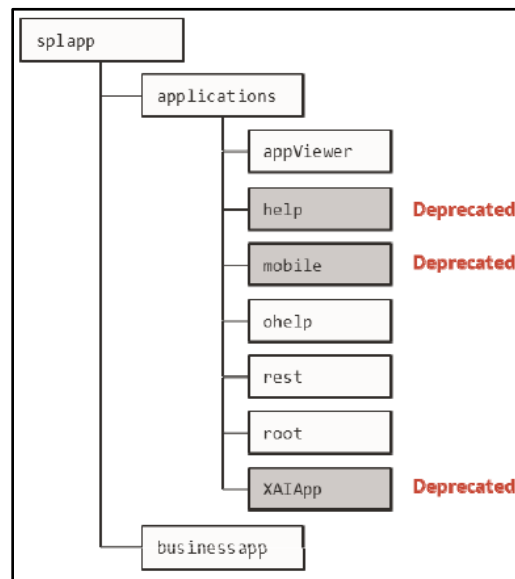 splapp
applications
appViewer
help Deprecated
mobile Deprecated
ohelp
rest
root
XAIApp Deprecated
businessapp